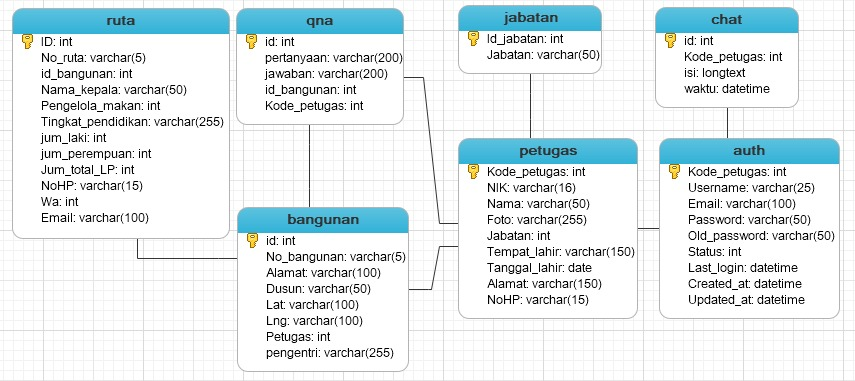 ruta
ID: int
No_ruta: varchar(5)
id_bangunan: int
Nama_kepala: varchar(50)
Pengelola_makan: int
Tingkat_pendidikan: varchar(255)
jum_laki: int
jum_perempuan: int
Jum_total_LP: int
NoHP: varchar(15)
Wa: int
Email: varchar(100)
qna
id: int
pertanyaan: varchar(200)
jawaban: varchar(200)
id_bangunan: int
Kode_petugas: int
jabatan
Id_jabatan: int
Jabatan: varchar(50)
chat
id: int
Kode_petugas: int
isi: longtext
waktu: datetime
bangunan
id: int
No_bangunan: varchar(5)
Alamat: varchar(100)
Dusun: varchar(50)
Lat: varchar(100)
Lng: varchar(100)
Petugas: int
pengentri: varchar(255)
petugas
Kode_petugas: int
NIK: varchar(16)
Nama: varchar(50)
Foto: varchar(255)
Jabatan: int
Tempat_lahir: varchar(150)
Tanggal_lahir: date
Alamat: varchar(150)
NoHP: varchar(15)
auth
Kode_petugas: int
Username: varchar(25)
Email: varchar(100)
Password: varchar(50)
Old_password: varchar(50)
Status: int
Last_login: datetime
Created_at: datetime
Updated_at: datetime